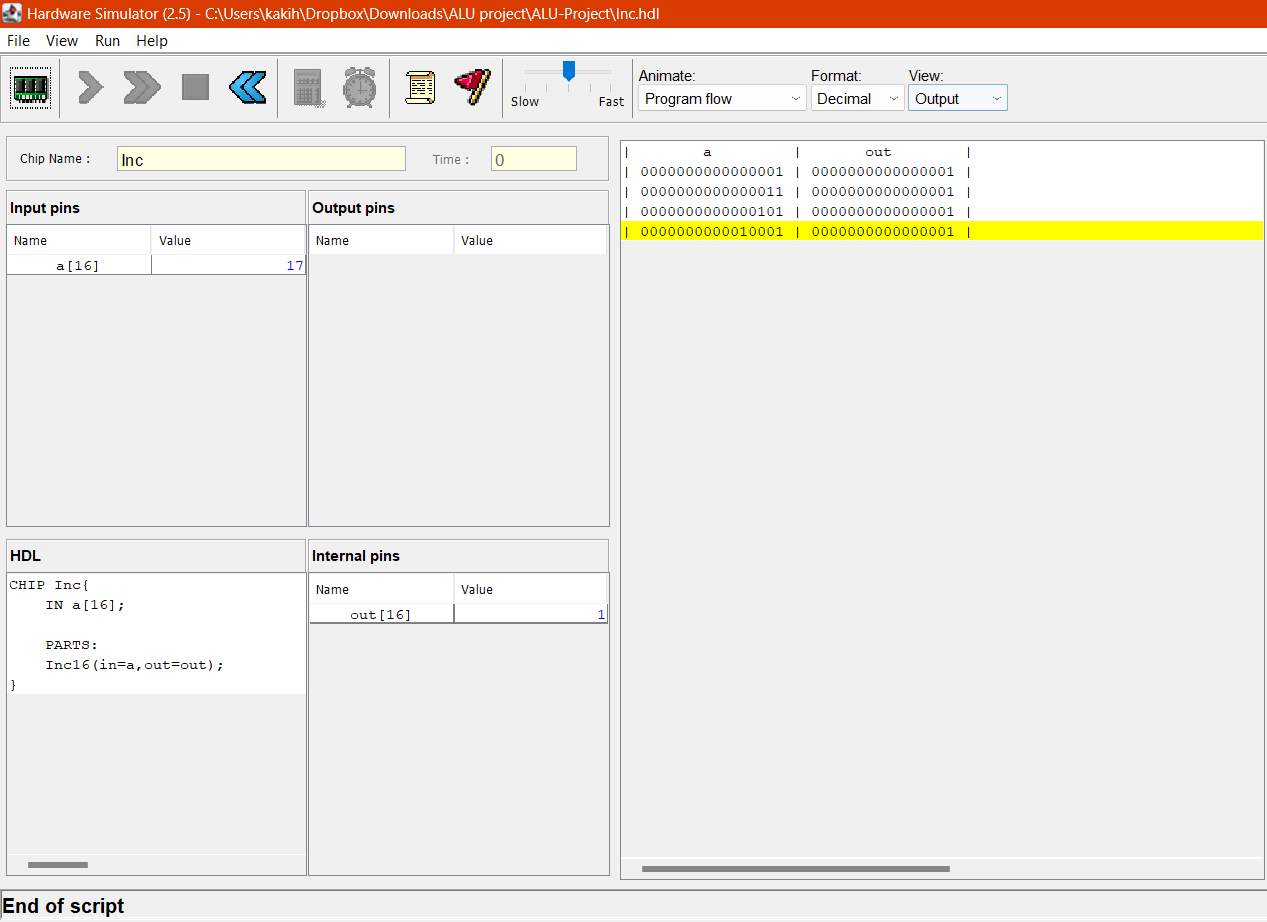 Hardware Simulator (2.5) - C:\Users\kakih\Dropbox\Downloads\ALU project\ALU-Project\Inc.hdl
File View Run Help
Slow Fast
Animate: Format: View:
Program flow Decimal Output
Chip Name : Inc Time : 0
Input pins
Name Value
a[16] 17
Output pins
Name Value
HDL
CHIP Inc{
IN a[16];
PARTS:
Inc16(in=a,out=out);
}
Internal pins
Name Value
out[16] 1
| a | out |
| 0000000000000001 | 0000000000000001 |
| 0000000000000011 | 0000000000000001 |
| 0000000000000101 | 0000000000000001 |
| 0000000000010001 | 0000000000000001 |
End of script